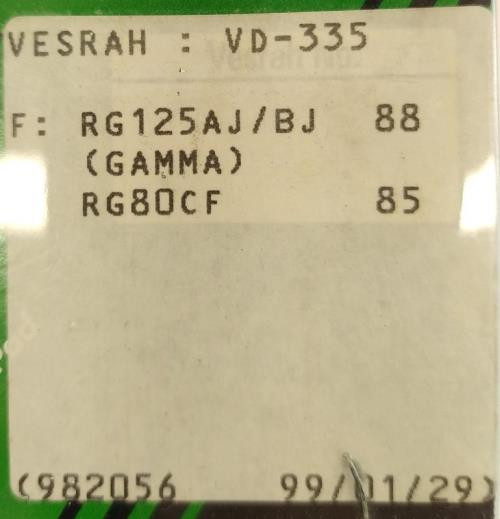 VESRAH : VD-335
F: RG125AJ/BJ 88
(GAMMA)
RG80CF 85
(982056 99/01/29)